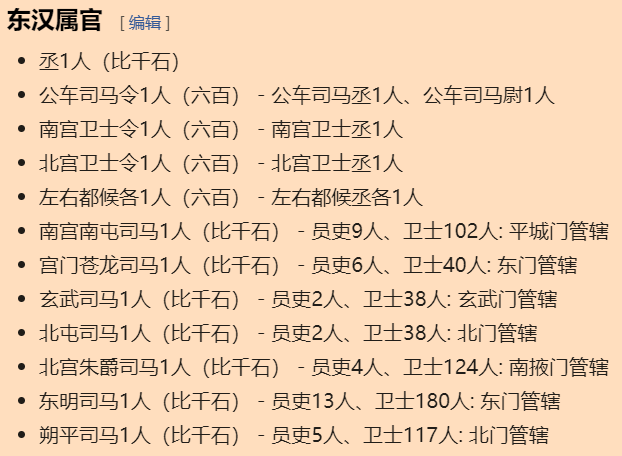 东汉属官 [编辑]
丞1人（比千石）
公车司马令1人（六百） - 公车司马丞1人、公车司马尉1人
南宫卫士令1人（六百） - 南宫卫士丞1人
北宫卫士令1人（六百） - 北宫卫士丞1人
左右都候各1人（六百） - 左右都候丞各1人
南宫南屯司马1人（比千石） - 员吏9人、卫士102人: 平城门管辖
宫门苍龙司马1人（比千石） - 员吏6人、卫士40人: 东门管辖
玄武司马1人（比千石） - 员吏2人、卫士38人: 玄武门管辖
北屯司马1人（比千石） - 员吏2人、卫士38人: 北门管辖
北宫朱爵司马1人（比千石） - 员吏4人、卫士124人: 南掖门管辖
东明司马1人（比千石） - 员吏13人、卫士180人: 东门管辖
朔平司马1人（比千石） - 员吏5人、卫士117人: 北门管辖